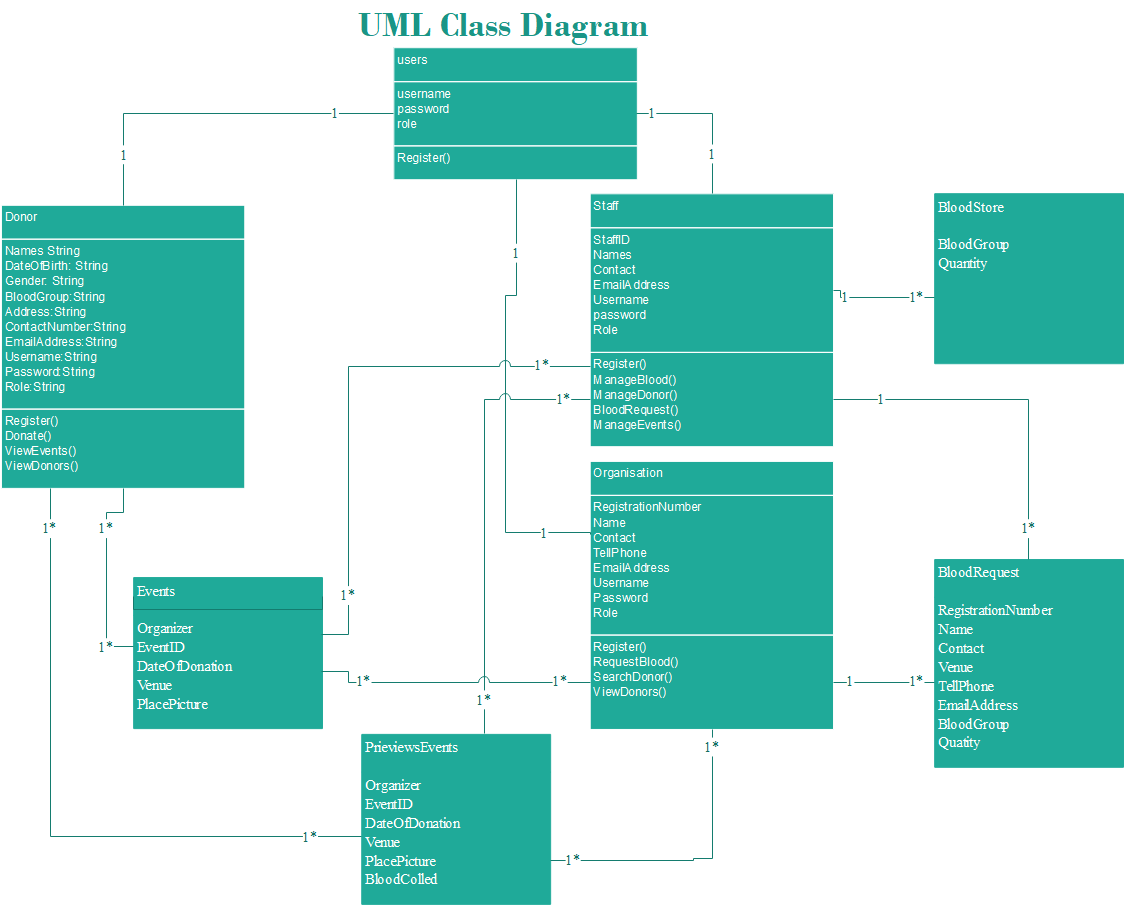 UML Class Diagram
users
username
password
role
Register()
1
1
1
1
1
1
Donor
Names String
DateOfBirth: String
Gender: String
BloodGroup:String
Address:String
ContactNumber:String
EmailAddress:String
Username:String
Password:String
Role:String
Register()
Donate()
ViewEvents()
ViewDonors()
Staff
StaffID
Names
Contact
EmailAddress
Username
password
Role
Register()
ManageBlood()
ManageDonor()
BloodRequest()
ManageEvents()
BloodStore
BloodGroup
Quantity
1
1*
1*
1*
1
1*
Organisation
RegistrationNumber
Name
Contact
TellPhone
EmailAddress
Username
Password
Role
Register()
RequestBlood()
SearchDonor()
ViewDonors()
1*
1*
1*
1*
Events
Organizer
EventID
DateOfDonation
Venue
PlacePicture
1*
1*
1*
1
1*
BloodRequest
RegistrationNumber
Name
Contact
Venue
TellPhone
EmailAddress
BloodGroup
Quatity
PrieviewsEvents
Organizer
EventID
DateOfDonation
Venue
PlacePicture
BloodColled
1*
1*
1*